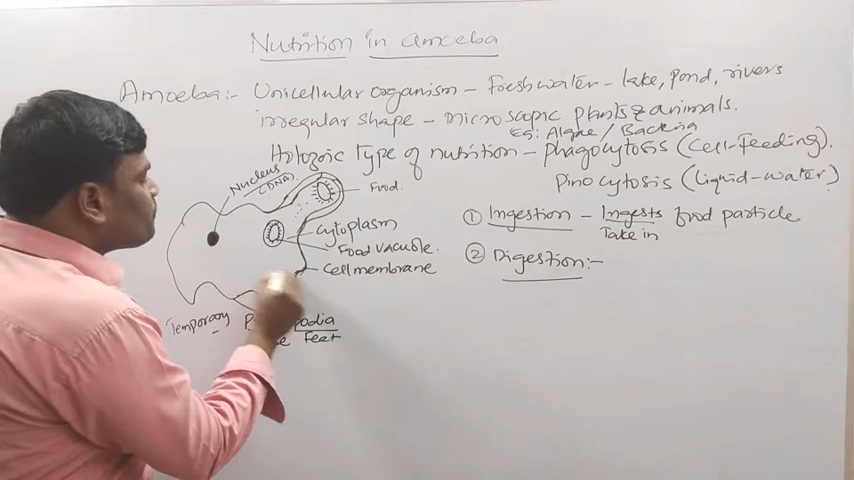 Nutrition in amoeba
Amoeba:- Unicellular organism - Freshwater - lake, pond, rivers
irregular shape - microscopic plants & animals.
Eg: Algae / Bacteria
Holozoic type of nutrition - phagocytosis (Cell-Feeding).
Pinocytosis (Liquid-water)
Nucleus
(DNA)
Food.
Cytoplasm
Food vacuole.
Cell membrane
① Ingestion - Ingests food particle
Take in
② Digestion:-
Temporary podia
Feet